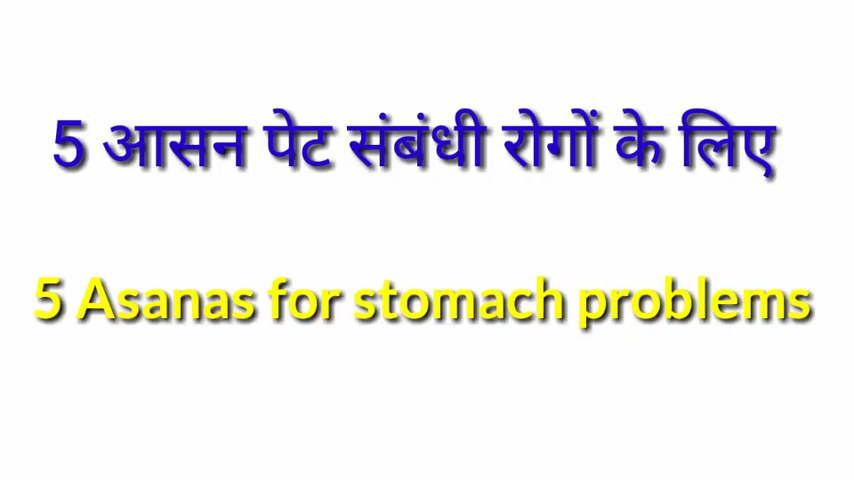 5 आसन पेट संबंधी रोगों के लिए
5 Asanas for stomach problems